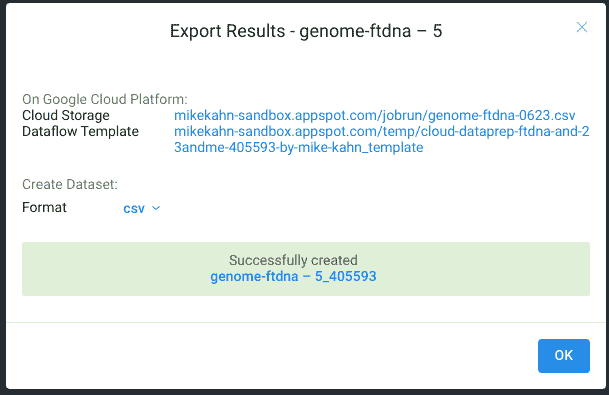 Export Results - genome-ftdna – 5
On Google Cloud Platform:
Cloud Storage mikekahn-sandbox.appspot.com/jobrun/genome-ftdna-0623.csv
Dataflow Template mikekahn-sandbox.appspot.com/temp/cloud-dataprep-ftdna-and-2
3andme-405593-by-mike-kahn_template
Create Dataset:
Format csv
Successfully created
genome-ftdna – 5_405593
OK